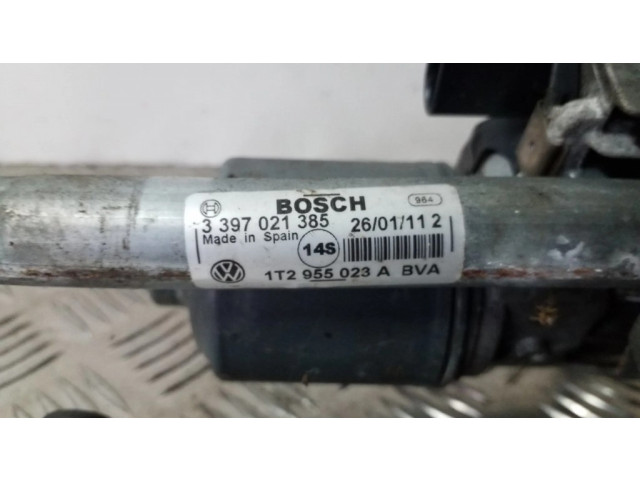 BOSCH 964
3 397 021 385 26/01/11 2
Made in Spain 14S
1T2 955 023 A BVA